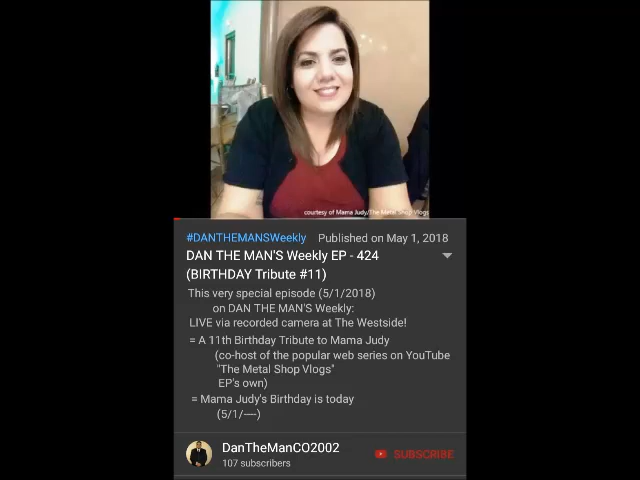 courtesy of Mama Judy/The Metal Shop Vlogs
#DANTHEMANSWeekly Published on May 1, 2018
DAN THE MAN'S Weekly EP - 424
(BIRTHDAY Tribute #11)
This very special episode (5/1/2018)
on DAN THE MAN'S Weekly:
LIVE via recorded camera at The Westside!
= A 11th Birthday Tribute to Mama Judy
(co-host of the popular web series on YouTube
"The Metal Shop Vlogs"
EP's own)
= Mama Judy's Birthday is today
(5/1/----)
DanTheManCO2002
SUBSCRIBE
107 subscribers